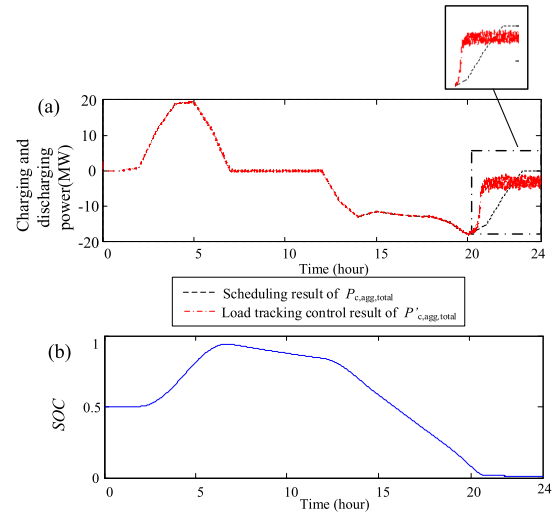 (a)
Charging and
discharging
power(MW)
20
10
0
-10
-20
0
5
10
15
20
24
Time (hour)
Scheduling result of P c,agg,total
Load tracking control result of P' c,agg,total
(b)
SOC
1
0.5
0
0
5
10
15
20
24
Time (hour)